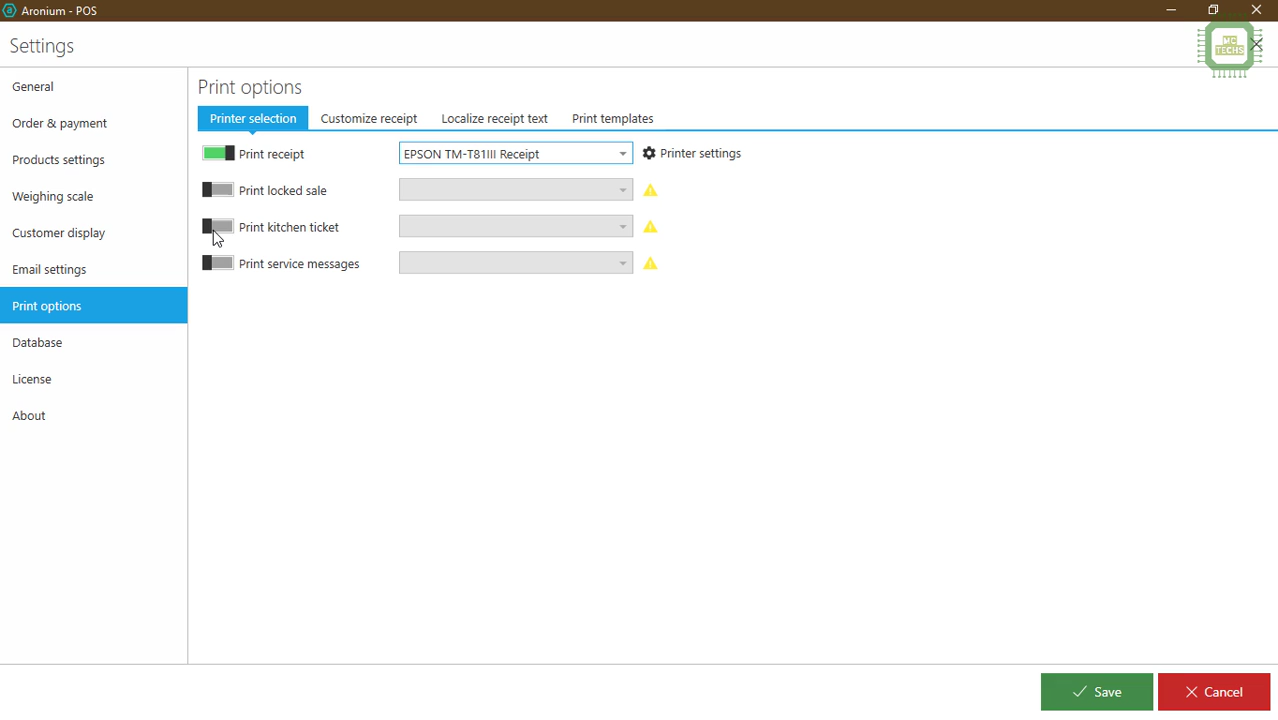 Aronium - POS
Settings
MC
TECHS
General
Order & payment
Products settings
Weighing scale
Customer display
Email settings
Print options
Database
License
About
Print options
Printer selection Customize receipt Localize receipt text Print templates
Print receipt EPSON TM-T81III Receipt Printer settings
Print locked sale
Print kitchen ticket
Print service messages
Save Cancel